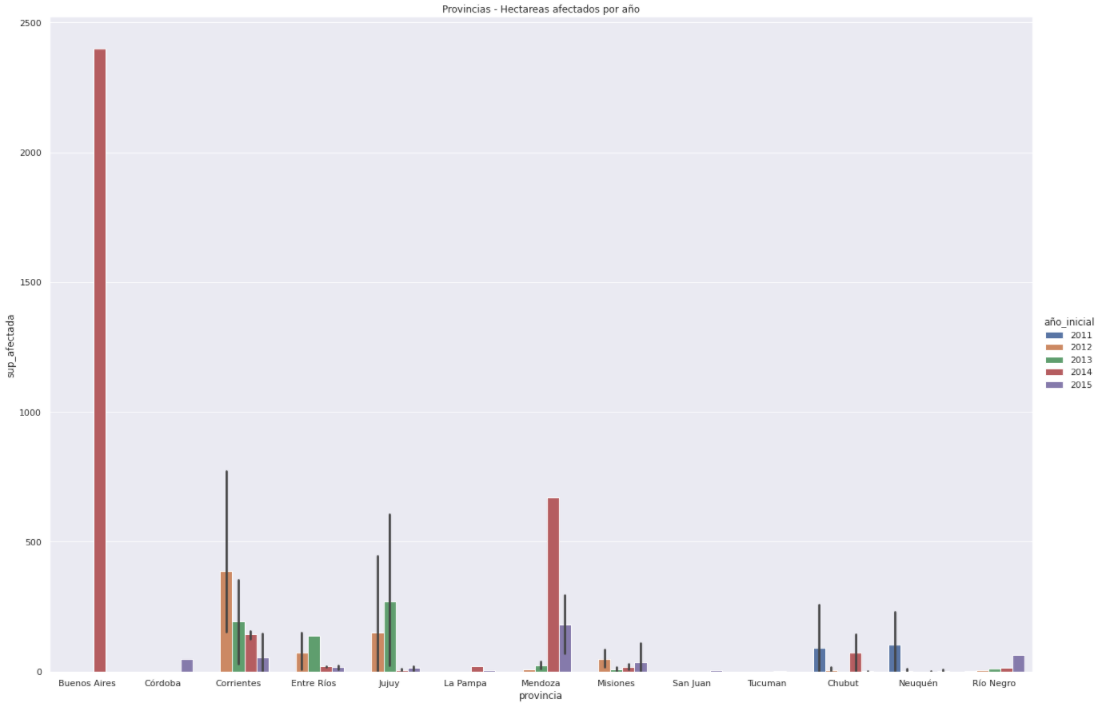 Provincias - Hectareas afectados por año
2500
2000
1500
1000
500
0
sup_afectada
Buenos Aires
Córdoba
Corrientes
Entre Ríos
Jujuy
La Pampa
Mendoza
Misiones
San Juan
Tucuman
Chubut
Neuquén
Río Negro
provincia
año_inicial
2011
2012
2013
2014
2015